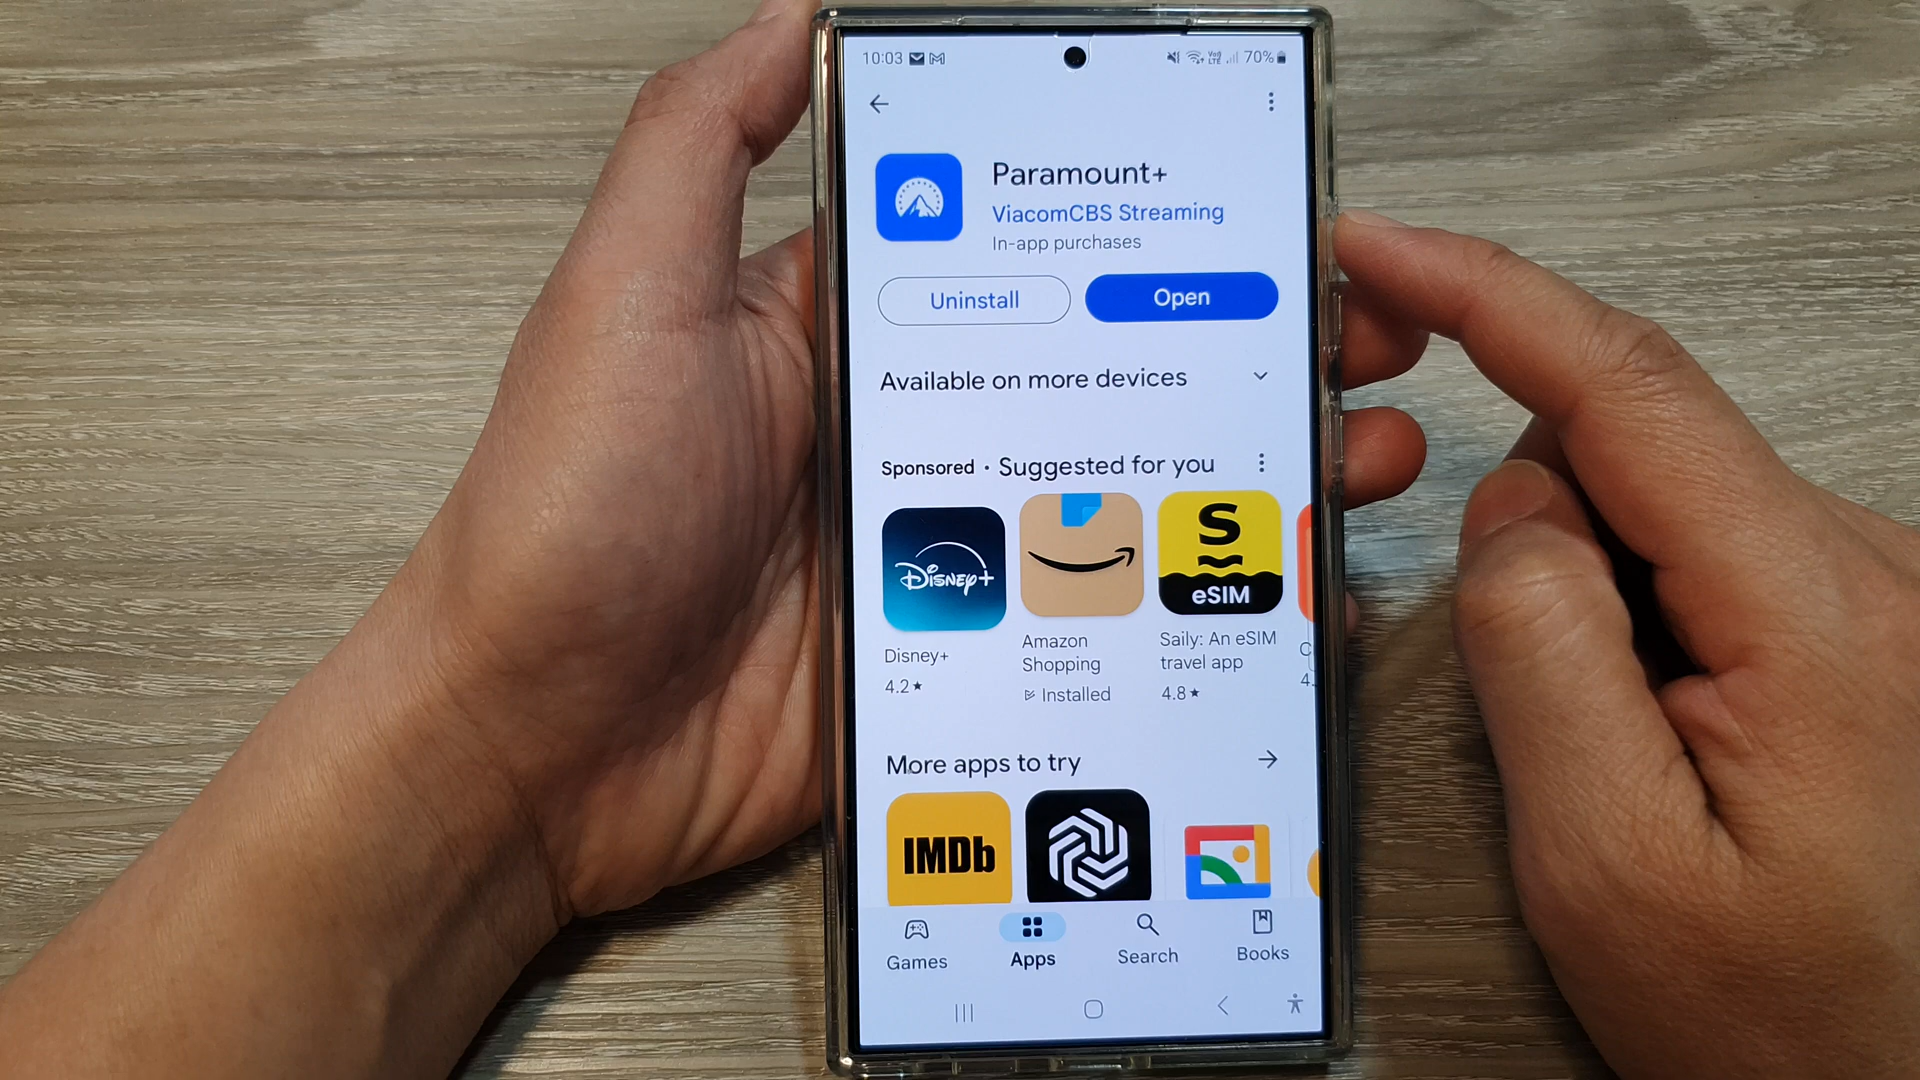 10:03
70%
Paramount+
ViacomCBS Streaming
In-app purchases
Uninstall
Open
Available on more devices
Sponsored · Suggested for you
Disney+
eSIM
S
Disney+
4.2★
Amazon
Shopping
Installed
Saily: An eSIM
travel app
4.8★
C
4.
More apps to try
IMDb
Games
Apps
Search
Books